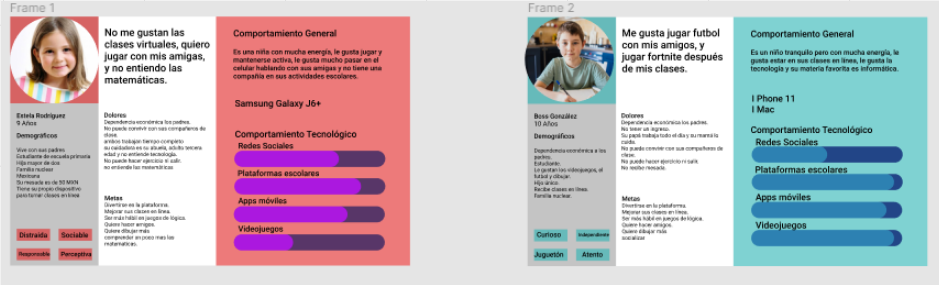 Frame 1
No me gustan las
clases virtuales, quiero
jugar con mis amigas,
y no entiendo las
matemáticas.
Estela Rodríguez
9 Años
Demográficos
Vive con sus padres
Estudiante de escuela primaria
Hija mayor de dos
Familia nuclear
Mexicana
Su mesada es de 50 MXN
Tiene su propio dispositivo
para tomar clases en línea
Distraída
Sociable
Responsable
Perceptiva
Dolores
Dependencia económica los padres.
No puede convivir con sus compañeros de
clase.
ambos trabajan tiempo completo
su cuidadora es su abuela, adulto tercera
edad y no entiende tecnología.
No puede hacer ejercicio ni salir.
no entiende las matemáticas
Metas
Divertirse en la plataforma.
Mejorar sus clases en línea.
Ser más hábil en juegos de lógica.
Quiere hacer amigos.
Quiere dibujar más
comprender en poco mas las
matematicas.
Comportamiento General
Es una niña con mucha energía, le gusta jugar y
mantenerse activa, le gusta mucho pasar en el
celular hablando con sus amigas y no tiene una
compañía en sus actividades escolares.
Samsung Galaxy J6+
Comportamiento Tecnológico
Redes Sociales
Plataformas escolares
Apps móviles
Videojuegos
Frame 2
Me gusta jugar futbol
con mis amigos, y
jugar fortnite después
de mis clases.
Boss González
10 Años
Demográficos
Dependencia económica a los
padres.
Estudiante.
Le gustan los videojuegos, el
futbol y dibujar.
Hijo único.
Recibe clases en línea.
Familia nuclear.
Curioso
Independiente
Juguetón
Atento
Dolores
Dependencia económica los padres.
No tener un ingreso.
Su papá trabaja todo el día y su mamá lo
cuida.
No puede convivir con sus compañeros de
clase.
No puede hacer ejercicio ni salir.
No recibe mesada.
Metas
Divertirse en la plataforma.
Mejorar sus clases en línea.
Ser más hábil en juegos de lógica.
Quiere hacer amigos.
Quiere dibujar más
socializar
Comportamiento General
Es un niño tranquilo pero con mucha energía, le
gusta estar en sus clases en línea, le gusta la
tecnología y su materia favorita es informática.
I Phone 11
I Mac
Comportamiento Tecnológico
Redes Sociales
Plataformas escolares
Apps móviles
Videojuegos